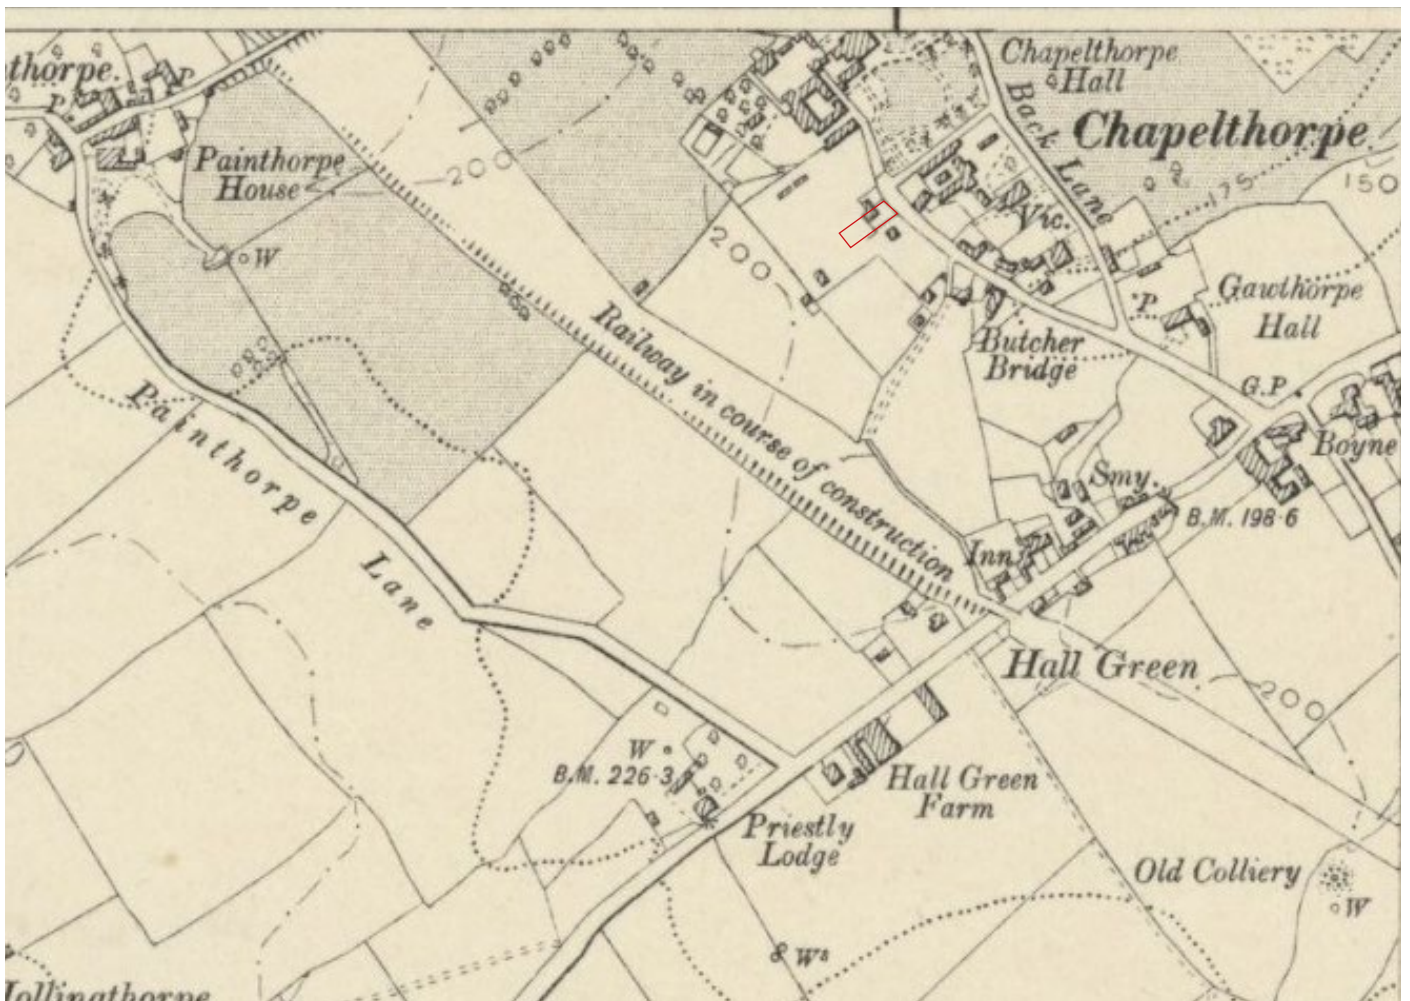 thorpe.
P
P
Painthorpe
House
W
200
Chapelthorpe
Hall
Back Lane
Chapelthorpe
175
150
Vic.
200
Gawthorpe
Hall
P
Butcher
Bridge
G.P
Boyne
Railway in course of construction
Painthorpe
Lane
Smy.
B.M. 198·6
Inn
Hall Green
200
W
B.M. 226·3
Hall Green
Farm
Priestly
Lodge
Old Colliery
W
Ws
Hollingthorpe